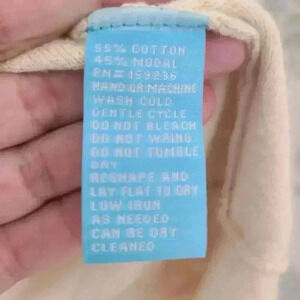 55% COTTON
45% MODAL
RN# 159236
HAND OR MACHINE
WASH COLD
GENTLE CYCLE
DO NOT BLEACH
DO NOT WRING
DO NOT TUMBLE
DRY
RESHAPE AND
LAY FLAT TO DRY
LOW IRON
AS NEEDED
CAN BE DRY
CLEANED